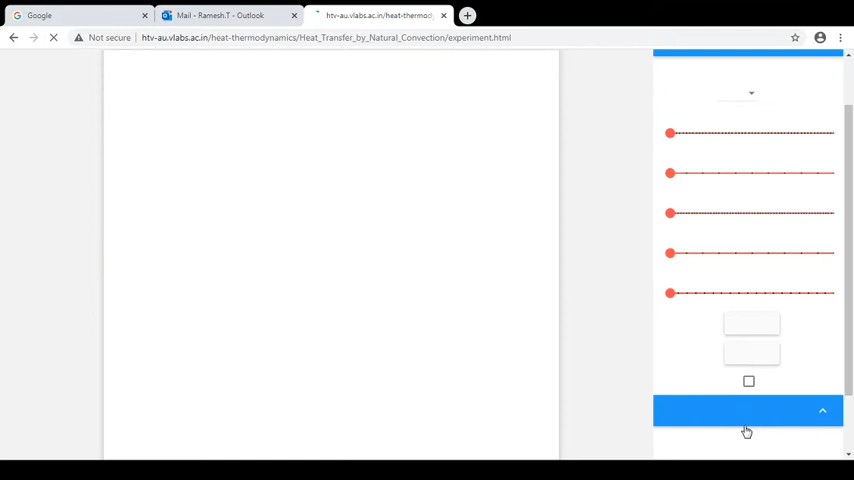 Google
Mail - Ramesh.T - Outlook
htv-au.vlabs.ac.in/heat-thermody
Not secure
htv-au.vlabs.ac.in/heat-thermodynamics/Heat_Transfer_by_Natural_Convection/experiment.html